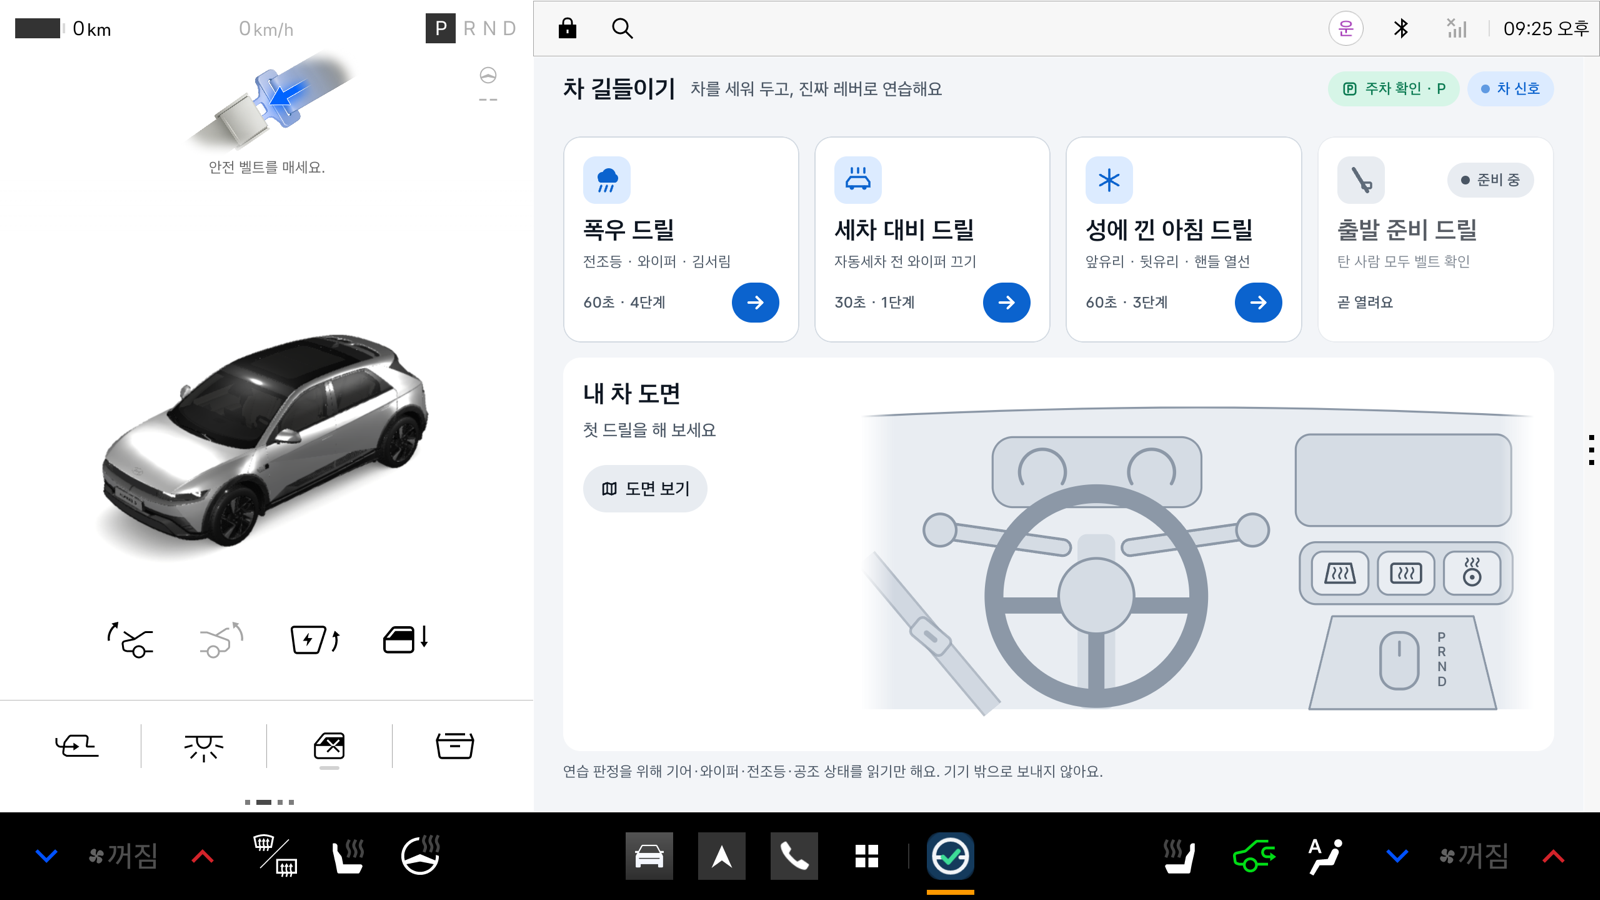 0km
0km/h
P R N D
--
안전 벨트를 매세요.
운
09:25 오후
차 길들이기
차를 세워 두고, 진짜 레버로 연습해요
주차 확인 · P
차 신호
폭우 드릴
전조등 · 와이퍼 · 김서림
60초 · 4단계
세차 대비 드릴
자동세차 전 와이퍼 끄기
30초 · 1단계
성에 낀 아침 드릴
앞유리 · 뒷유리 · 핸들 열선
60초 · 3단계
준비 중
출발 준비 드릴
탄 사람 모두 벨트 확인
곧 열려요
내 차 도면
첫 드릴을 해 보세요
도면 보기
P
R
N
D
연습 판정을 위해 기어·와이퍼·전조등·공조 상태를 읽기만 해요. 기기 밖으로 보내지 않아요.
꺼짐
A
꺼짐